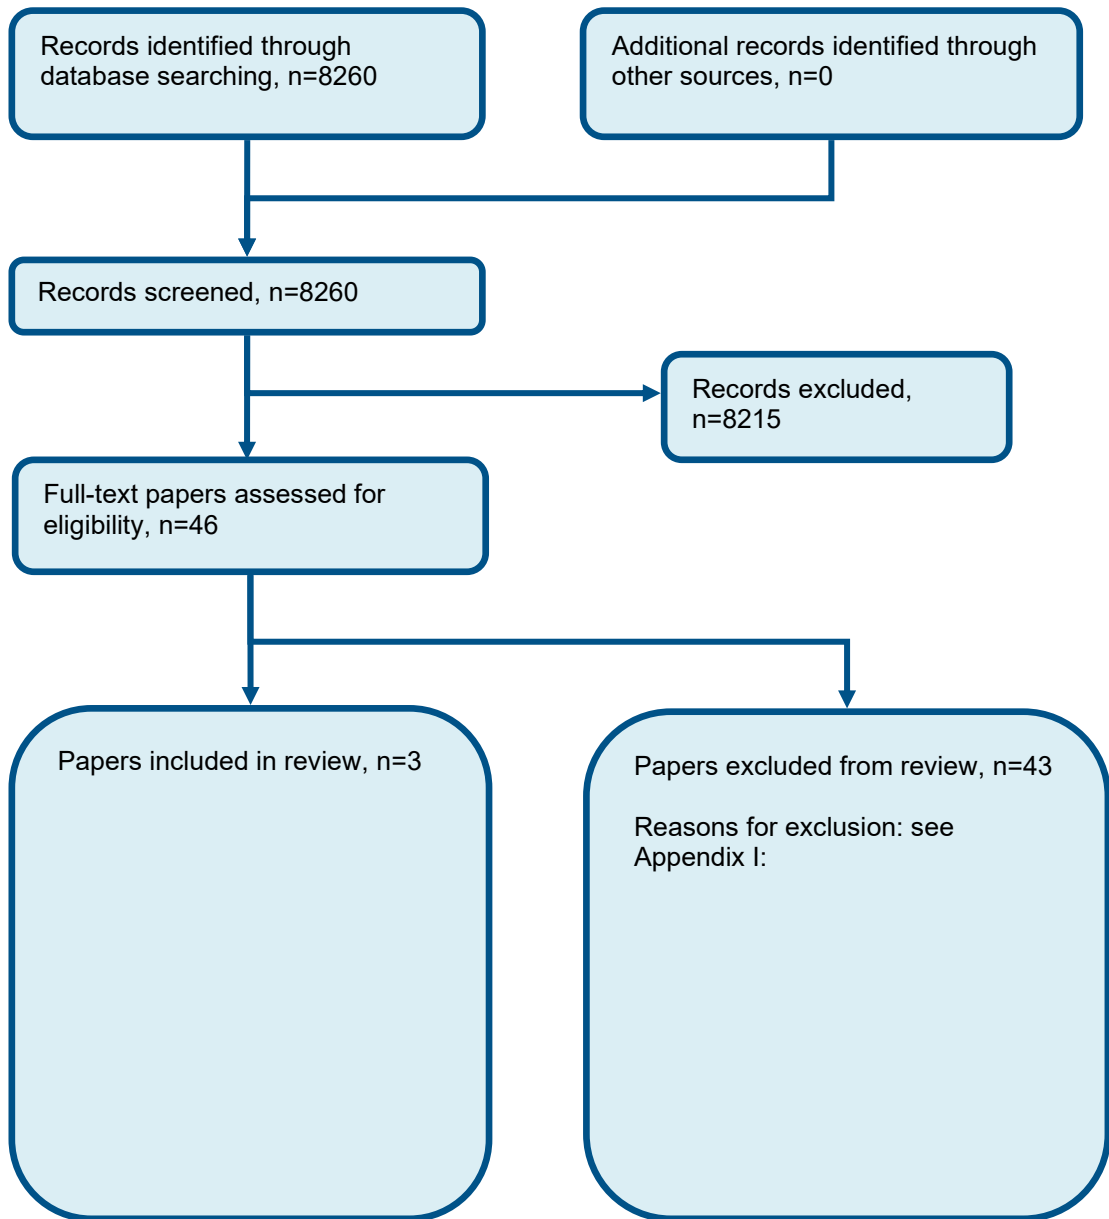 Records identified through
database searching, n=8260
Additional records identified through
other sources, n=0
Records screened, n=8260
Records excluded,
n=8215
Full-text papers assessed for
eligibility, n=46
Papers included in review, n=3
Papers excluded from review, n=43
Reasons for exclusion: see
Appendix I: